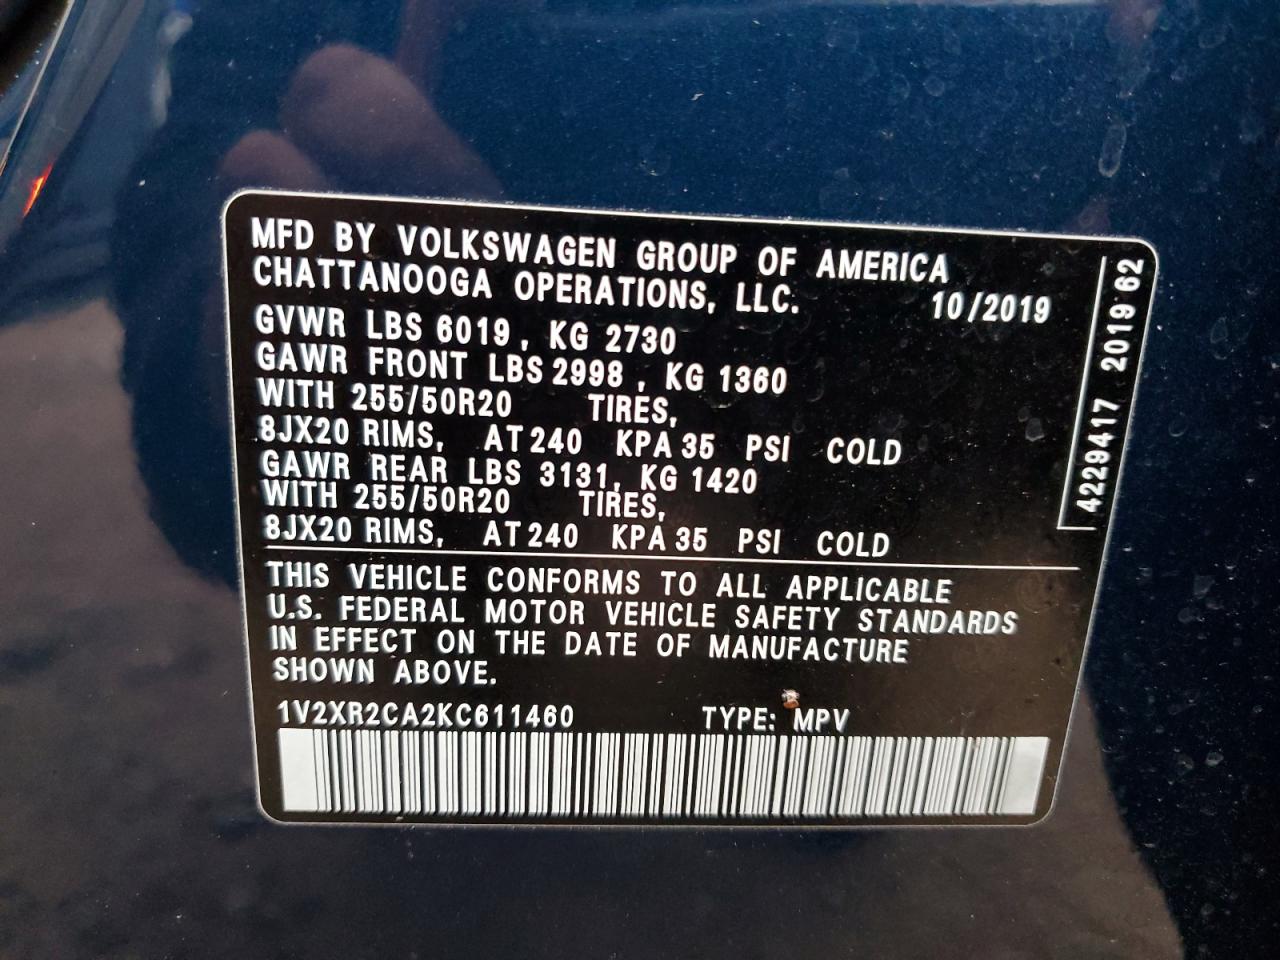 MFD BY VOLKSWAGEN GROUP OF AMERICA
CHATTANOOGA OPERATIONS, LLC. 10/2019
GVWR LBS 6019, KG 2730
GAWR FRONT LBS 2998, KG 1360
WITH 255/50R20 TIRES,
8JX20 RIMS, AT 240 KPA 35 PSI COLD
GAWR REAR LBS 3131, KG 1420
WITH 255/50R20 TIRES,
8JX20 RIMS, AT 240 KPA 35 PSI COLD
THIS VEHICLE CONFORMS TO ALL APPLICABLE
U.S. FEDERAL MOTOR VEHICLE SAFETY STANDARDS
IN EFFECT ON THE DATE OF MANUFACTURE
SHOWN ABOVE.
1V2XR2CA2KC611460 TYPE: MPV
4229417 2019 62